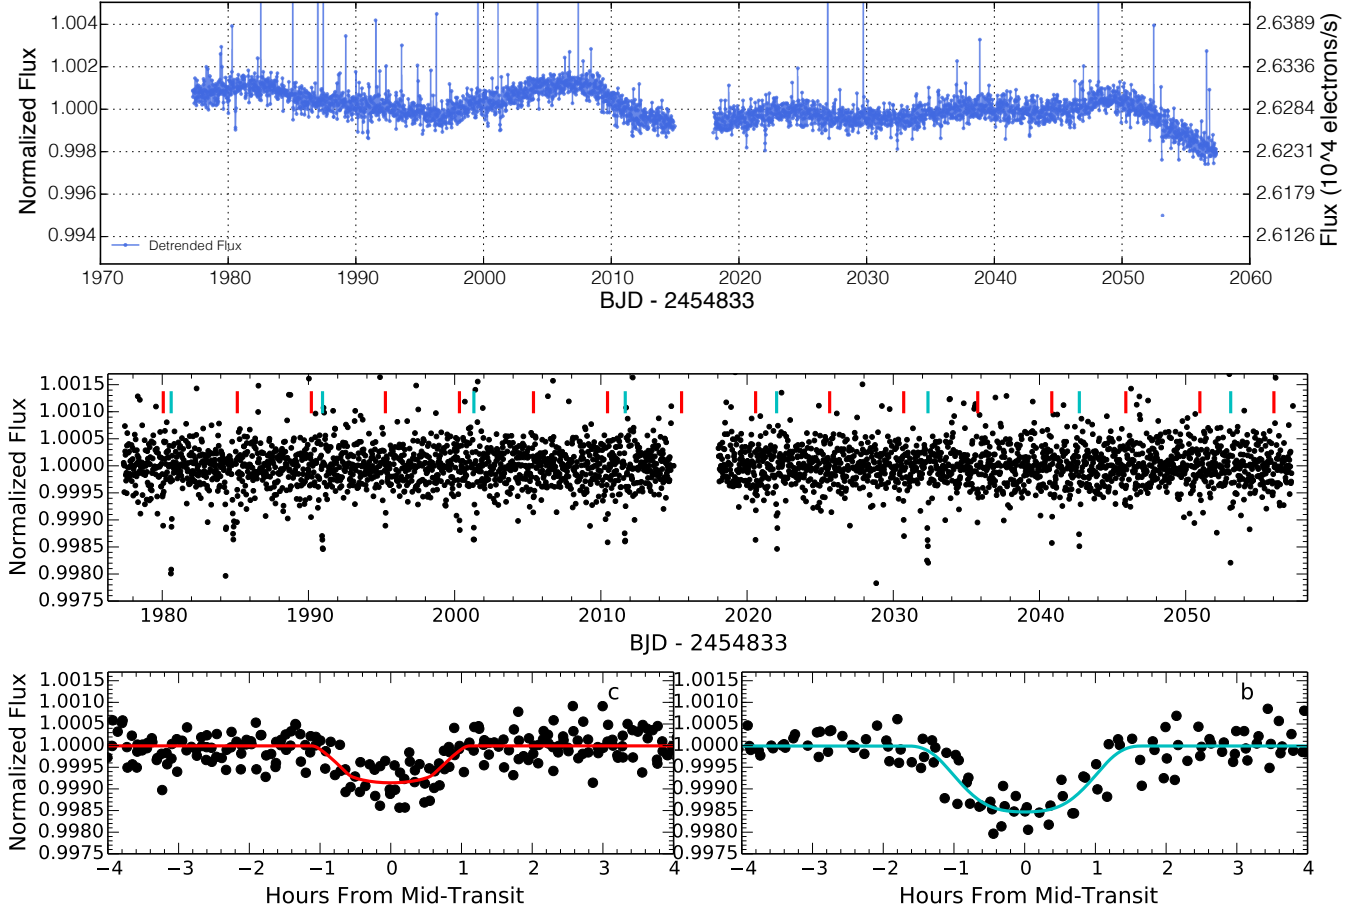 Normalized Flux
1.004
1.002
1.000
0.998
0.996
0.994
2.6389
2.6336
2.6284
2.6231
2.6179
2.6126
Flux (10^4 electrons/s)
Detrended Flux
1970 1980 1990 2000 2010 2020 2030 2040 2050 2060
BJD - 2454833
Normalized Flux
1.0015
1.0010
1.0005
1.0000
0.9995
0.9990
0.9985
0.9980
0.9975
1980 1990 2000 2010 2020 2030 2040 2050
BJD - 2454833
Normalized Flux
1.0015
1.0010
1.0005
1.0000
0.9995
0.9990
0.9985
0.9980
0.9975
c
−4 −3 −2 −1 0 1 2 3 4
Hours From Mid-Transit
1.0015
1.0010
1.0005
1.0000
0.9995
0.9990
0.9985
0.9980
0.9975
b
−4 −3 −2 −1 0 1 2 3 4
Hours From Mid-Transit